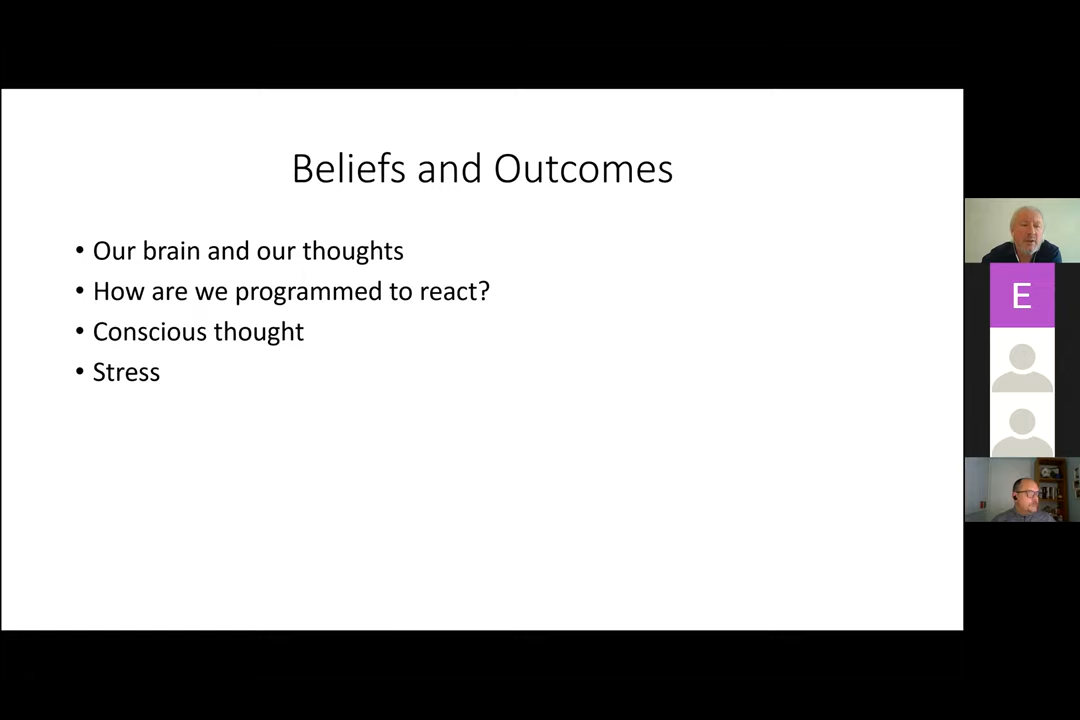 Beliefs and Outcomes
• Our brain and our thoughts
• How are we programmed to react?
• Conscious thought
• Stress
E